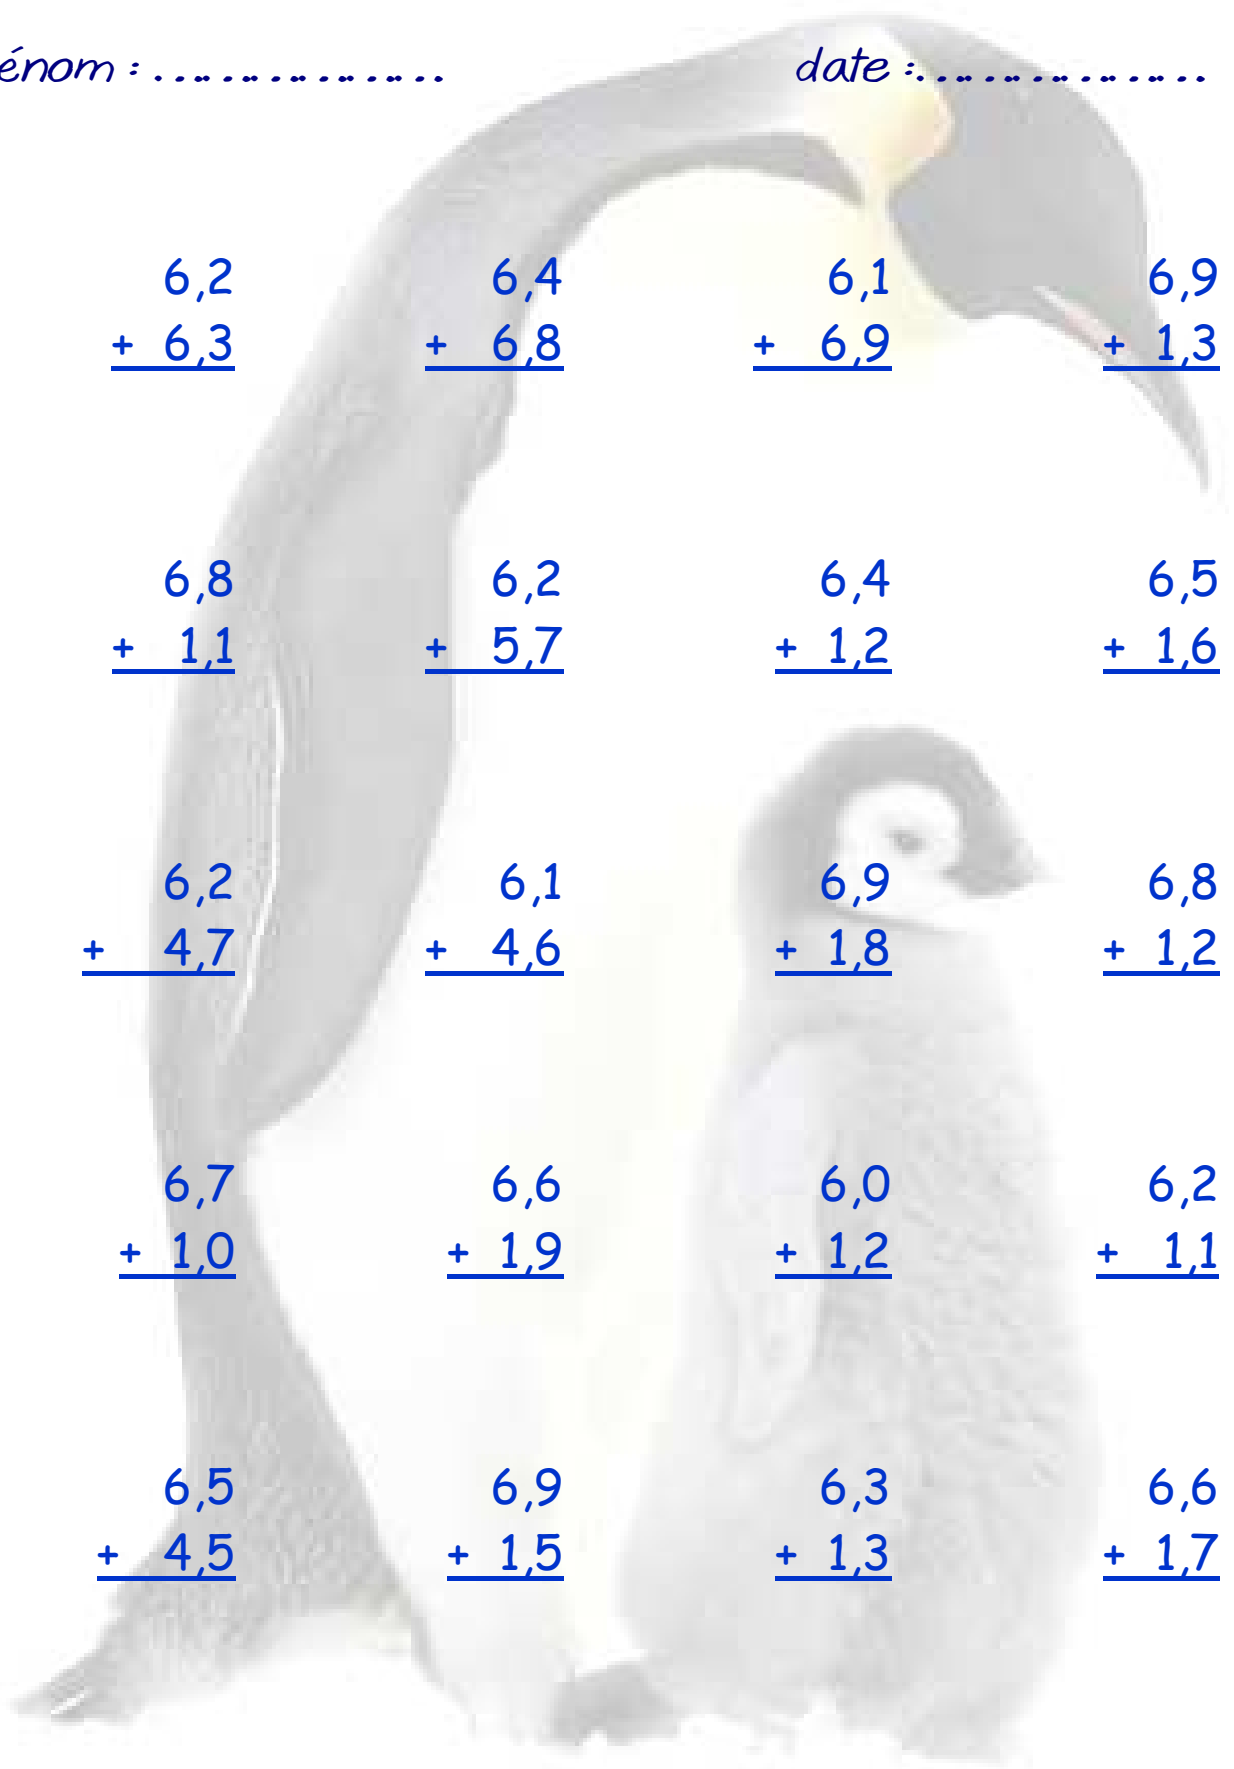 énom : ................ date :................
6,2 6,4 6,1 6,9
+ 6,3 + 6,8 + 6,9 + 1,3
6,8 6,2 6,4 6,5
+ 1,1 + 5,7 + 1,2 + 1,6
6,2 6,1 6,9 6,8
+ 4,7 + 4,6 + 1,8 + 1,2
6,7 6,6 6,0 6,2
+ 1,0 + 1,9 + 1,2 + 1,1
6,5 6,9 6,3 6,6
+ 4,5 + 1,5 + 1,3 + 1,7